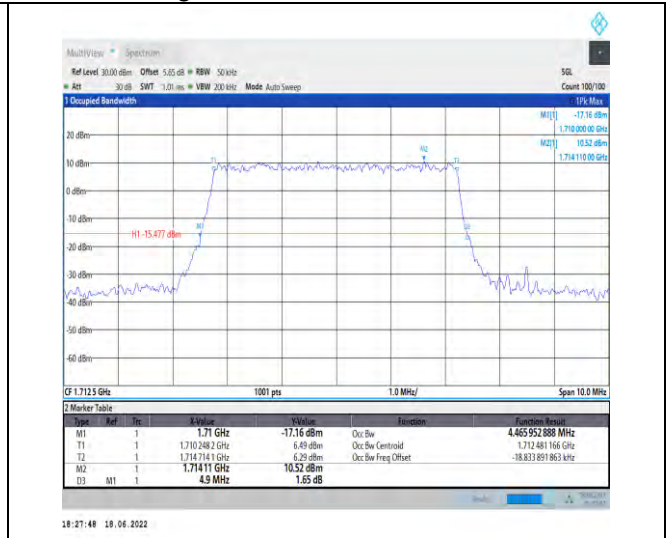 MultiView Spectrum
Ref Level 30.00 dBm Offset 5.65 dB RBW 50 kHz SGL
Att 30 dB SWT 1.01 ms VBW 200 kHz Mode Auto Sweep Count 100/100
1 Occupied Bandwidth 1Pk Max
M1[1] -17.16 dBm
1.710 000 00 GHz
M2[1] 10.52 dBm
1.714 110 00 GHz
20 dBm
10 dBm
T1
M2
T2
0 dBm
-10 dBm
M1
H1 -15.477 dBm
-20 dBm
-30 dBm
-40 dBm
-50 dBm
-60 dBm
CF 1.712 5 GHz 1001 pts 1.0 MHz/ Span 10.0 MHz
2 Marker Table
Type Ref Trc X-Value Y-Value Function Function Result
M1 1 1.71 GHz -17.16 dBm Occ Bw 4.465 952 888 MHz
T1 1 1.710 248 2 GHz 6.49 dBm Occ Bw Centroid 1.712 481 166 GHz
T2 1 1.714 714 1 GHz 6.29 dBm Occ Bw Freq Offset -18.833 891 863 kHz
M2 1 1.714 11 GHz 10.52 dBm
D3 M1 1 4.9 MHz 1.65 dB
18:27:48 18.06.2022